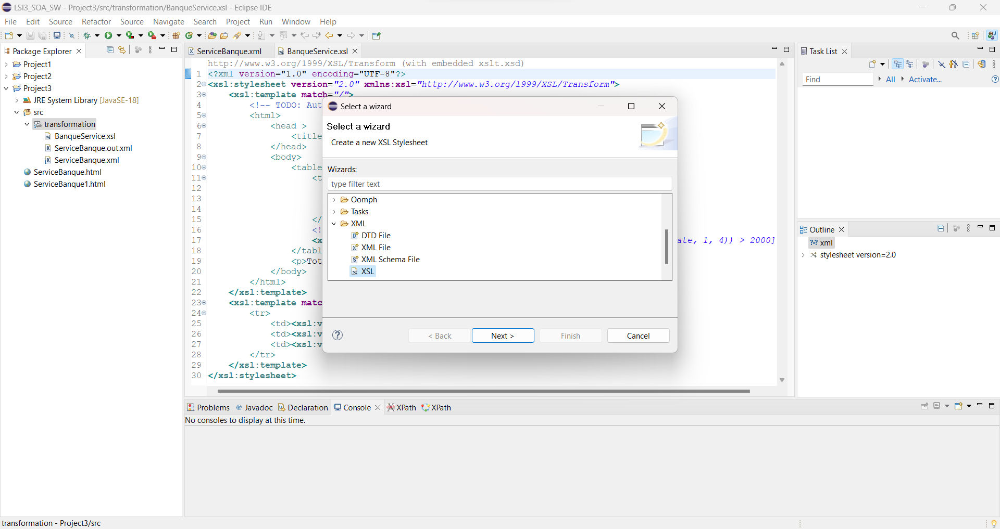 LSI3_SOA_SW - Project3/src/transformation/BanqueService.xsl - Eclipse IDE
File Edit Source Refactor Source Navigate Search Project Run Window Help
Package Explorer
Project1
Project2
Project3
JRE System Library [JavaSE-18]
src
transformation
BanqueService.xsl
ServiceBanque.out.xml
ServiceBanque.xml
ServiceBanque.html
ServiceBanque1.html
ServiceBanque.xml BanqueService.xsl
http://www.w3.org/1999/XSL/Transform (with embedded xslt.xsd)
1 <?xml version="1.0" encoding="UTF-8"?>
2 <xsl:stylesheet version="2.0" xmlns:xsl="http://www.w3.org/1999/XSL/Transform">
3 <xsl:template match="/">
4 <!-- TODO: Aut
5 <html>
6 <head >
7 <title
8 </head>
9 <body>
10 <table
11 <t
12
13
14
15 </
16 <!
17 <x ate, 1, 4)) > 2000]
18 </tabl
19 <p>Tot
20 </body>
21 </html>
22 </xsl:template>
23 <xsl:template matc
24 <tr>
25 <td><xsl:v
26 <td><xsl:v
27 <td><xsl:v
28 </tr>
29 </xsl:template>
30 </xsl:stylesheet>
Select a wizard
Select a wizard
Create a new XSL Stylesheet
Wizards:
type filter text
Oomph
Tasks
XML
DTD File
XML File
XML Schema File
XSL
< Back Next > Finish Cancel
Task List
Find All Activate...
Outline
?-? xml
stylesheet version=2.0
Problems @ Javadoc Declaration Console XPath XPath
No consoles to display at this time.
transformation - Project3/src